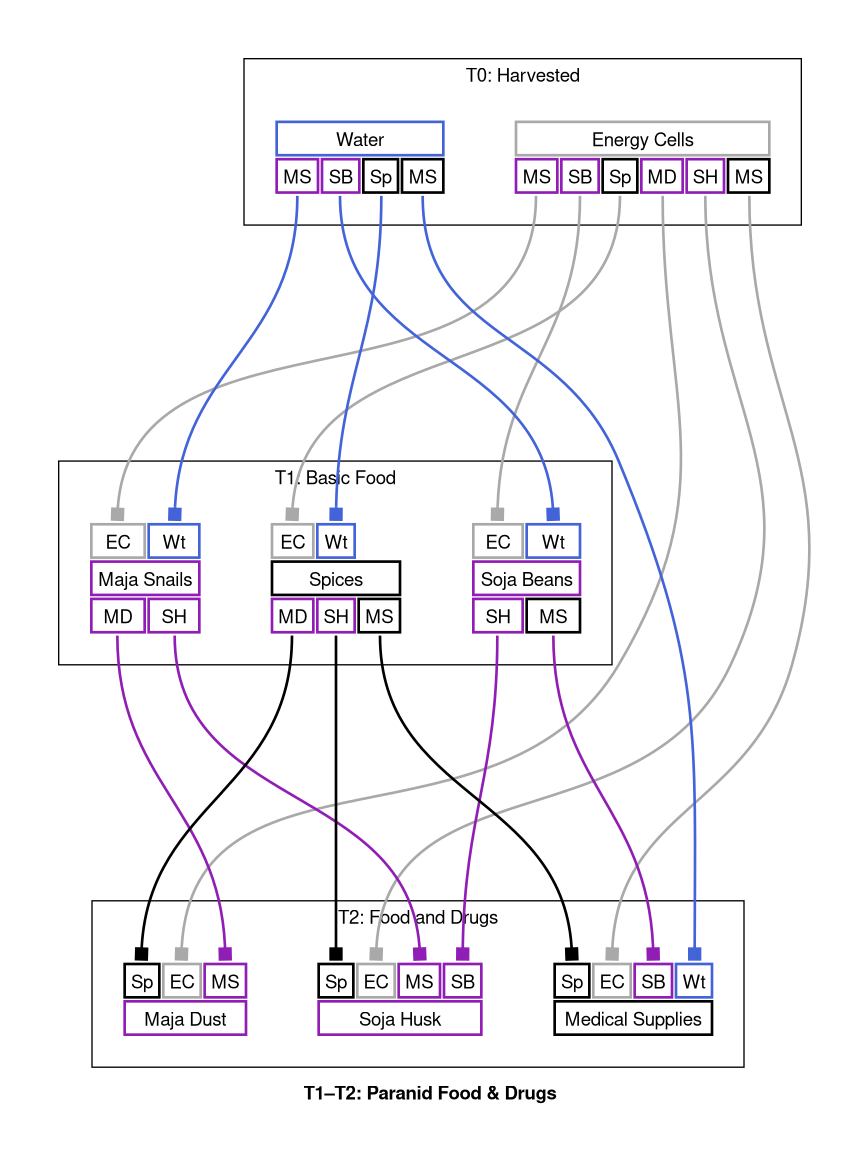 T0: Harvested
Water
Energy Cells
MS SB Sp MS
MS SB Sp MD SH MS
T1: Basic Food
EC Wt
EC Wt
EC Wt
Maja Snails
Spices
Soja Beans
MD SH
MD SH MS
SH MS
T2: Food and Drugs
Sp EC MS
Sp EC MS SB
Sp EC SB Wt
Maja Dust
Soja Husk
Medical Supplies
T1–T2: Paranid Food & Drugs